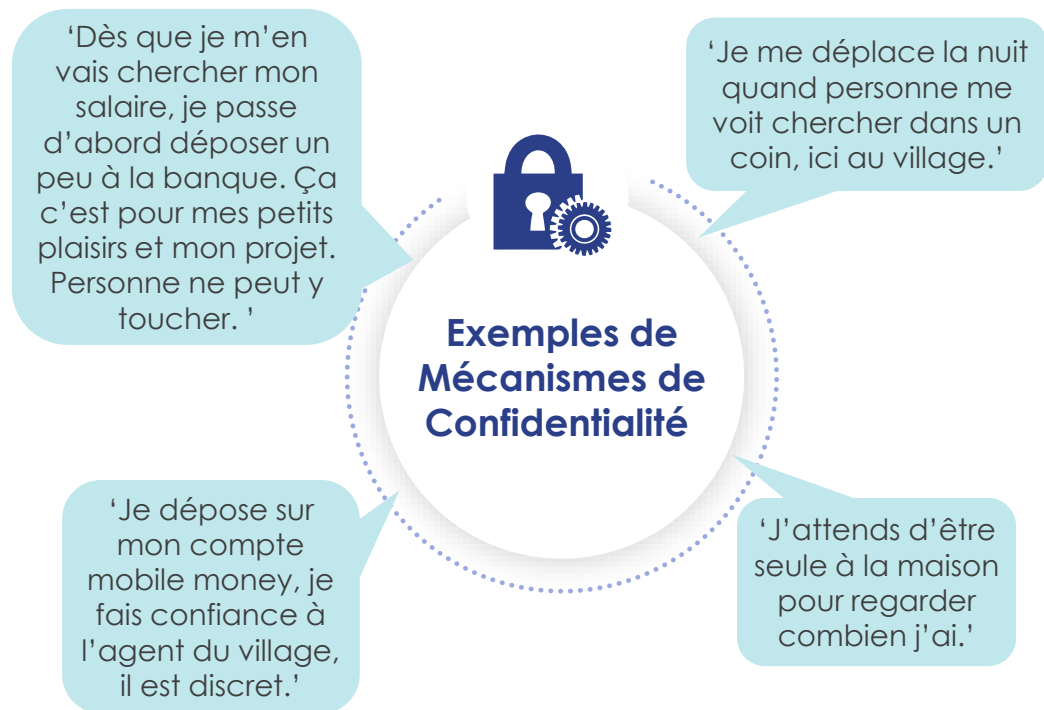 ‘Dès que je m’en
vais chercher mon
salaire, je passe
d’abord déposer un
peu à la banque. Ça
c’est pour mes petits
plaisirs et mon projet.
Personne ne peut y
toucher. ’
‘Je me déplace la nuit
quand personne me
voit chercher dans un
coin, ici au village.’
Exemples de
Mécanismes de
Confidentialité
‘Je dépose sur
mon compte
mobile money, je
fais confiance à
l’agent du village,
il est discret.’
‘J’attends d’être
seule à la maison
pour regarder
combien j’ai.’